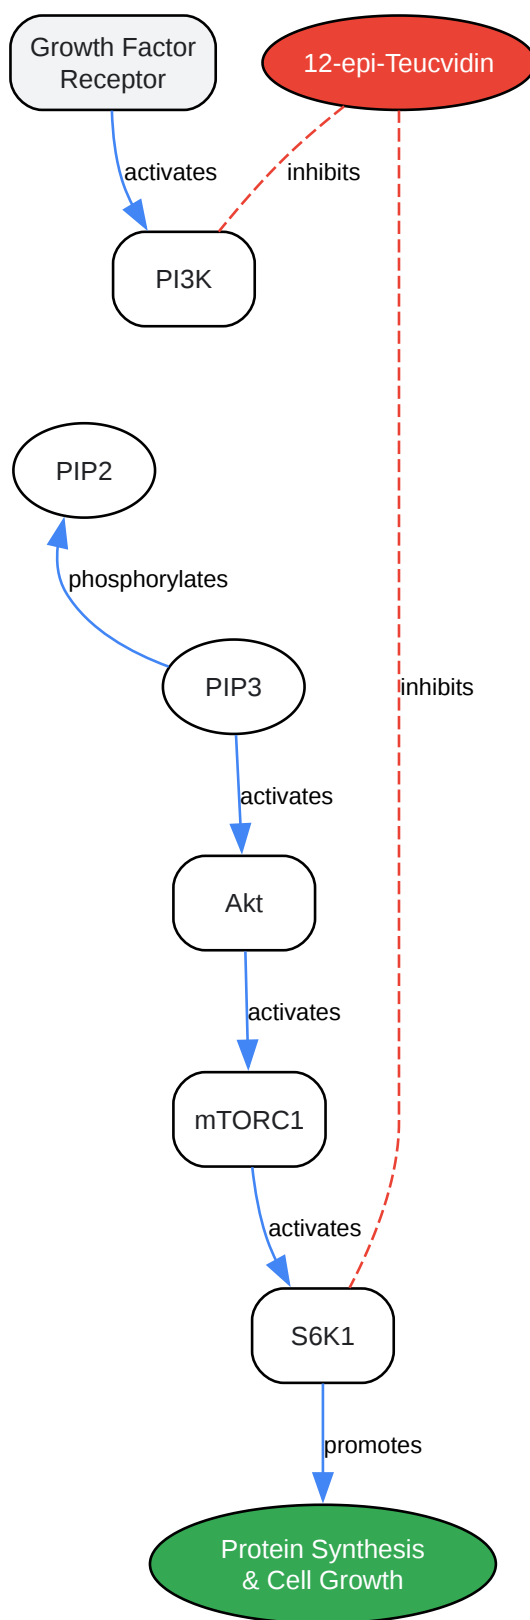 Growth Factor
Receptor
12-epi-Teucvidin
activates
inhibits
PI3K
PIP2
phosphorylates
PIP3
inhibits
activates
Akt
activates
mTORC1
activates
S6K1
promotes
Protein Synthesis
& Cell Growth